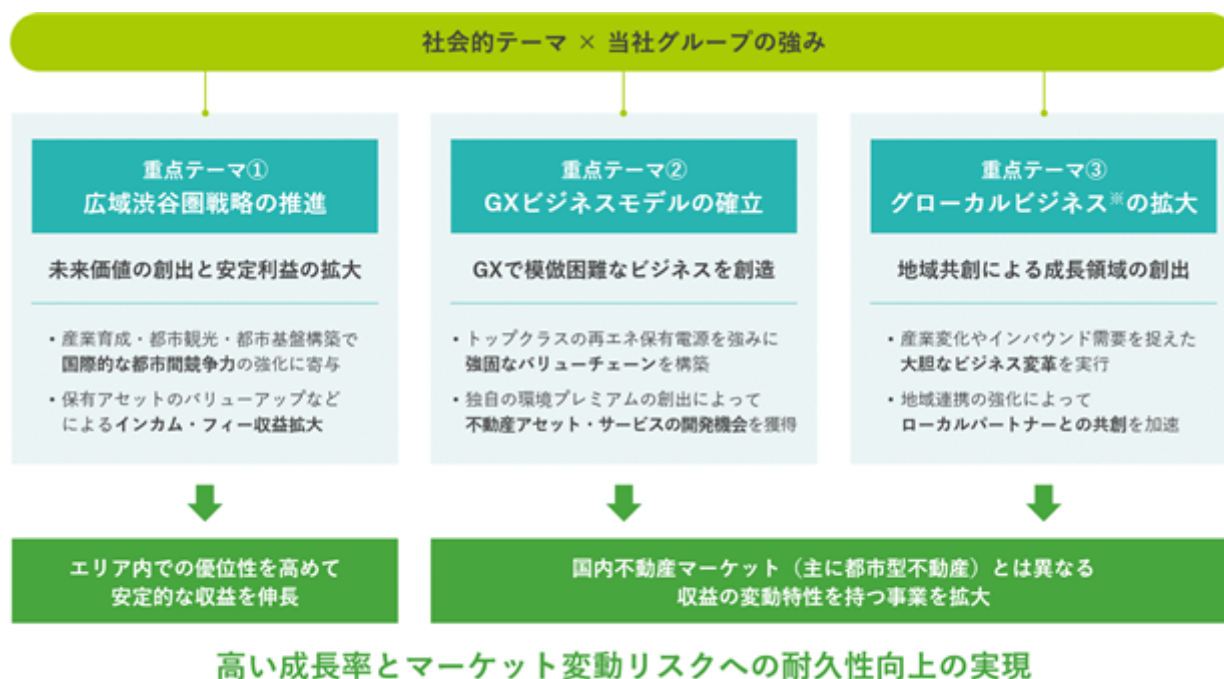 社会的テーマ × 当社グループの強み
重点テーマ①
広域渋谷圏戦略の推進
未来価値の創出と安定利益の拡大
・産業育成・都市観光・都市基盤構築で
国際的な都市間競争力の強化に寄与
・保有アセットのバリューアップなど
によるインカム・フィー収益拡大
エリア内での優位性を高めて
安定的な収益を伸長
重点テーマ②
GXビジネスモデルの確立
GXで模倣困難なビジネスを創造
・トップクラスの再エネ保有電源を強みに
強固なバリューチェーンを構築
・独自の環境プレミアムの創出によって
不動産アセット・サービスの開発機会を獲得
重点テーマ③
グローカルビジネス※の拡大
地域共創による成長領域の創出
・産業変化やインバウンド需要を捉えた
大胆なビジネス変革を実行
・地域連携の強化によって
ローカルパートナーとの共創を加速
国内不動産マーケット（主に都市型不動産）とは異なる
収益の変動特性を持つ事業を拡大
高い成長率とマーケット変動リスクへの耐久性向上の実現